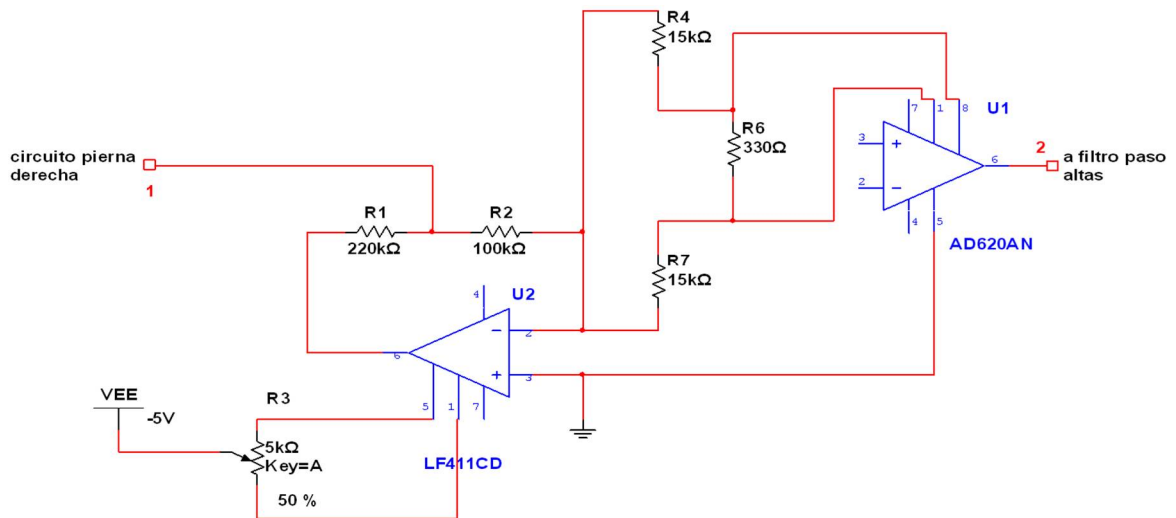 R4
15kΩ
U1
7
1
8
R6
330Ω
3
6
2
a filtro paso
altas
2
4
5
AD620AN
circuito pierna
derecha
1
R1
220kΩ
R2
100kΩ
R7
15kΩ
4
U2
2
6
3
5
1
7
LF411CD
VEE
-5V
R3
5kΩ
Key=A
50 %